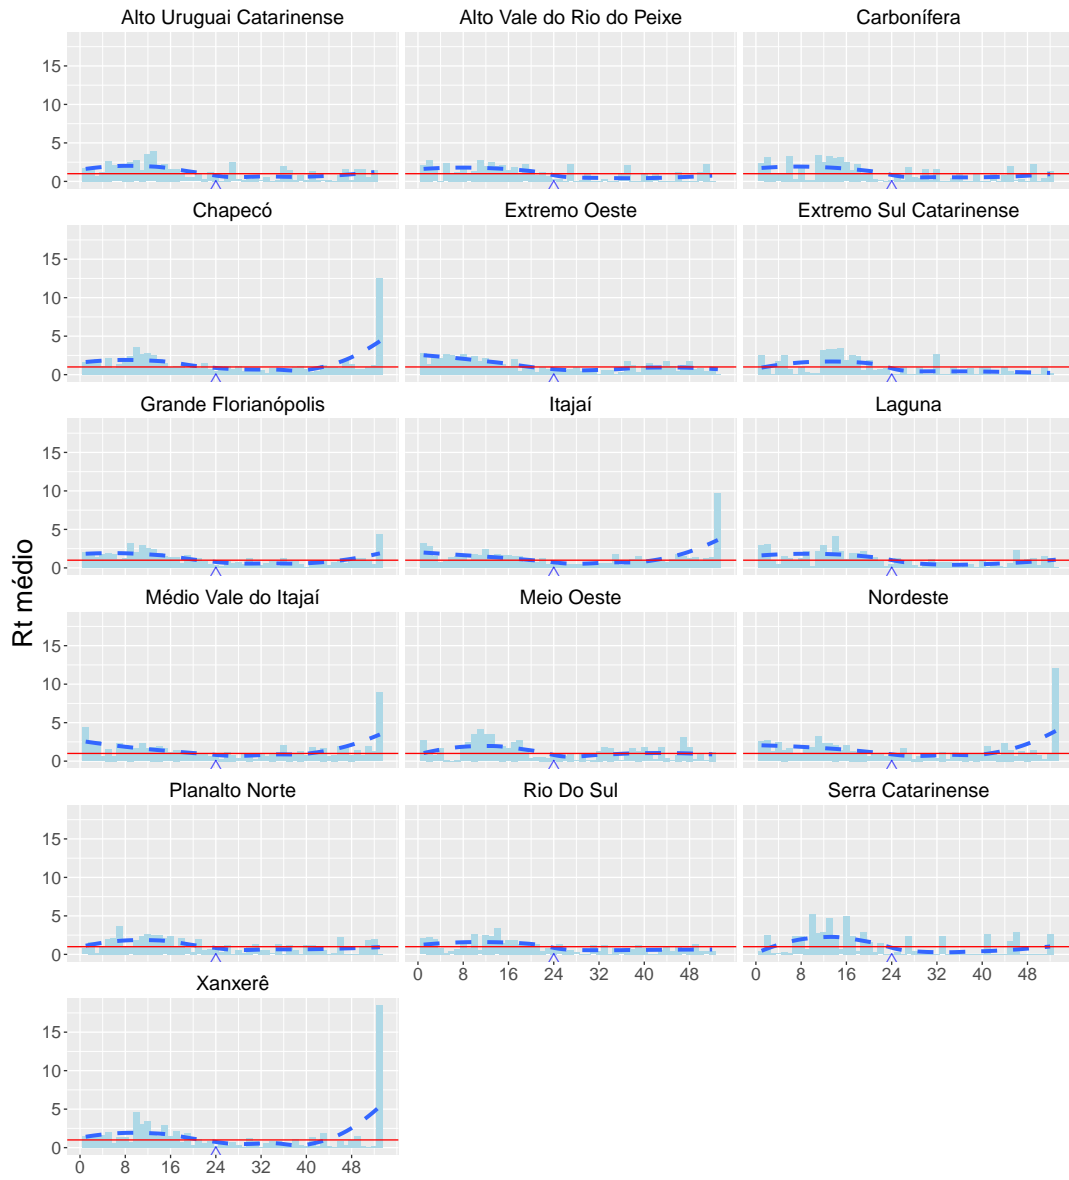 Alto Uruguai Catarinense Alto Vale do Rio do Peixe Carbonífera
15
10
5
0
Chapecó Extremo Oeste Extremo Sul Catarinense
15
10
5
0
Grande Florianópolis Itajaí Laguna
15
10
5
0
Rt médio
Médio Vale do Itajaí Meio Oeste Nordeste
15
10
5
0
Planalto Norte Rio Do Sul Serra Catarinense
15
10
5
0
0 8 16 24 32 40 48 0 8 16 24 32 40 48
Xanxerê
15
10
5
0
0 8 16 24 32 40 48